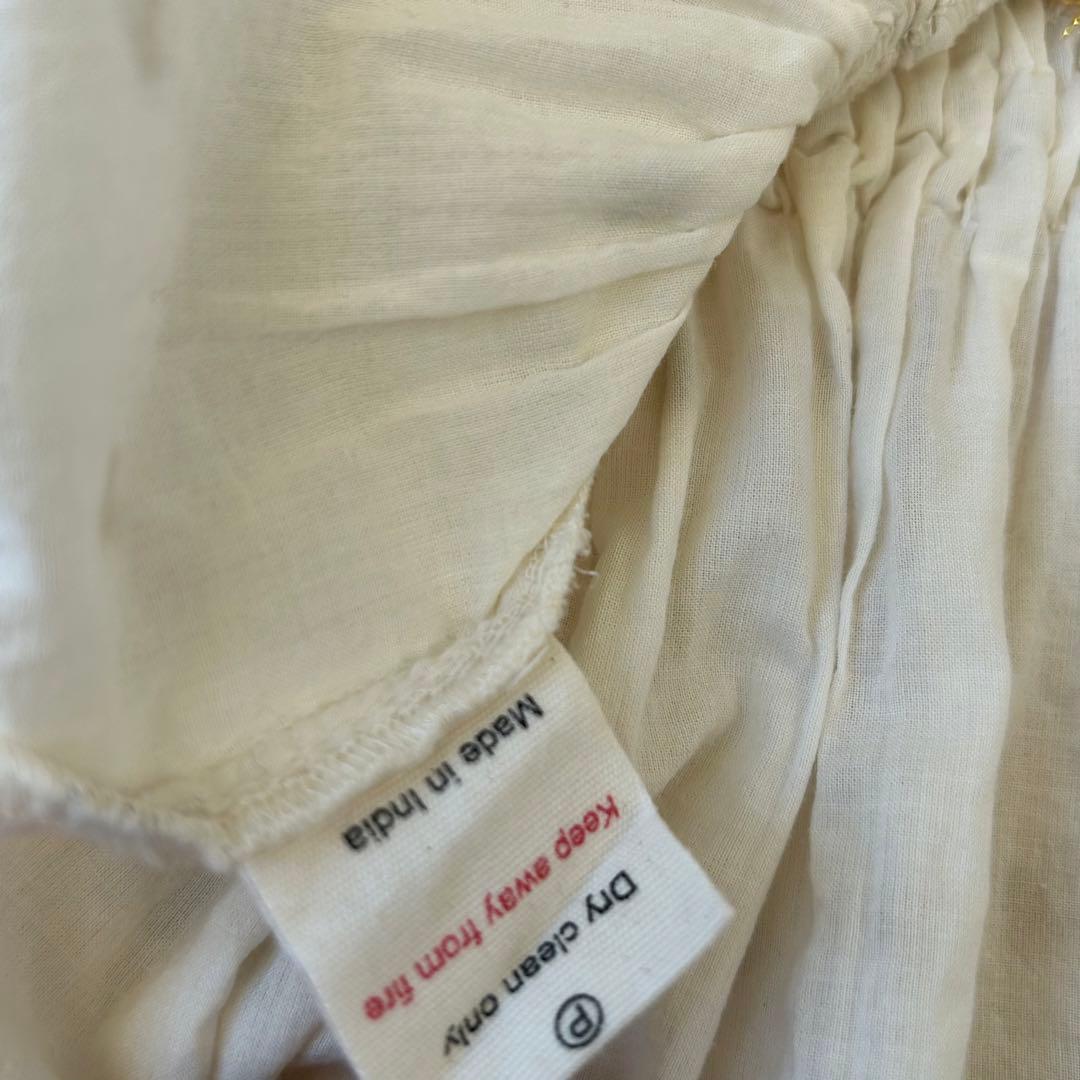 Ⓟ
Dry clean only
Keep away from fire
Made in India